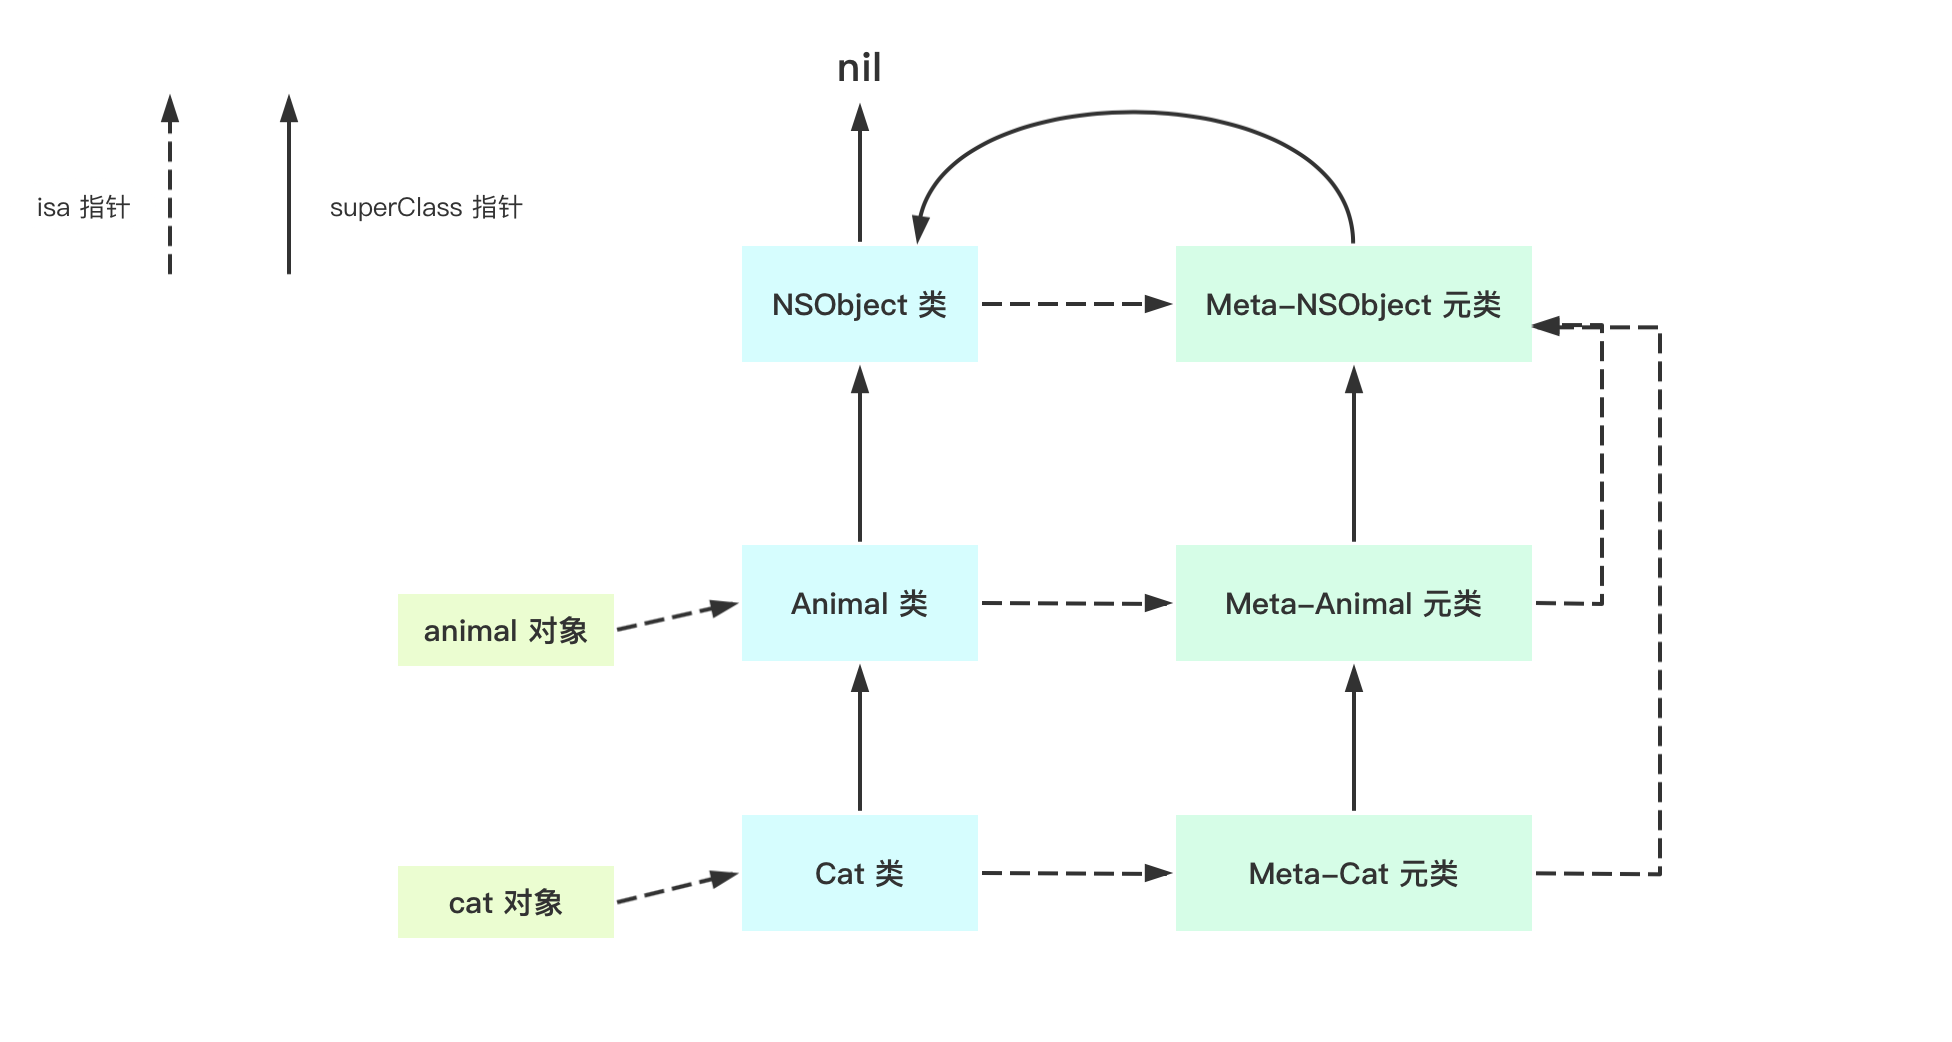 nil
isa 指针
superClass 指针
NSObject 类
Meta-NSObject 元类
animal 对象
Animal 类
Meta-Animal 元类
cat 对象
Cat 类
Meta-Cat 元类